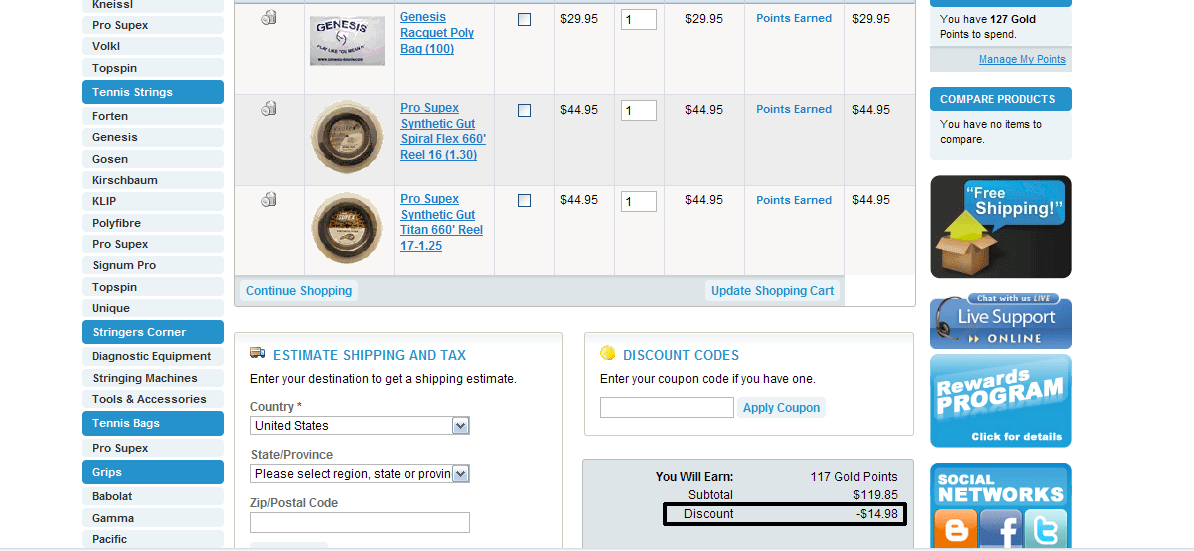 Kneissl
Pro Supex
Volkl
Topspin
Tennis Strings
Forten
Genesis
Gosen
Kirschbaum
KLIP
Polyfibre
Pro Supex
Signum Pro
Topspin
Unique
Stringers Corner
Diagnostic Equipment
Stringing Machines
Tools & Accessories
Tennis Bags
Pro Supex
Grips
Babolat
Gamma
Pacific
GENESIS
Genesis
Racquet Poly
Bag (100)
$29.95
1
$29.95
Points Earned
$29.95
Pro Supex
Synthetic Gut
Spiral Flex 660'
Reel 16 (1.30)
$44.95
1
$44.95
Points Earned
$44.95
SUPEX
Pro Supex
Synthetic Gut
Titan 660' Reel
17-1.25
$44.95
1
$44.95
Points Earned
$44.95
Continue Shopping
Update Shopping Cart
ESTIMATE SHIPPING AND TAX
Enter your destination to get a shipping estimate.
Country *
United States
State/Province
Please select region, state or provin
Zip/Postal Code
DISCOUNT CODES
Enter your coupon code if you have one.
Apply Coupon
You Will Earn: 117 Gold Points
Subtotal $119.85
Discount -$14.98
You have 127 Gold
Points to spend.
Manage My Points
COMPARE PRODUCTS
You have no items to
compare.
"Free
Shipping!"
Chat with us LIVE
Live Support
ONLINE
Rewards
PROGRAM
Click for details
SOCIAL
NETWORKS